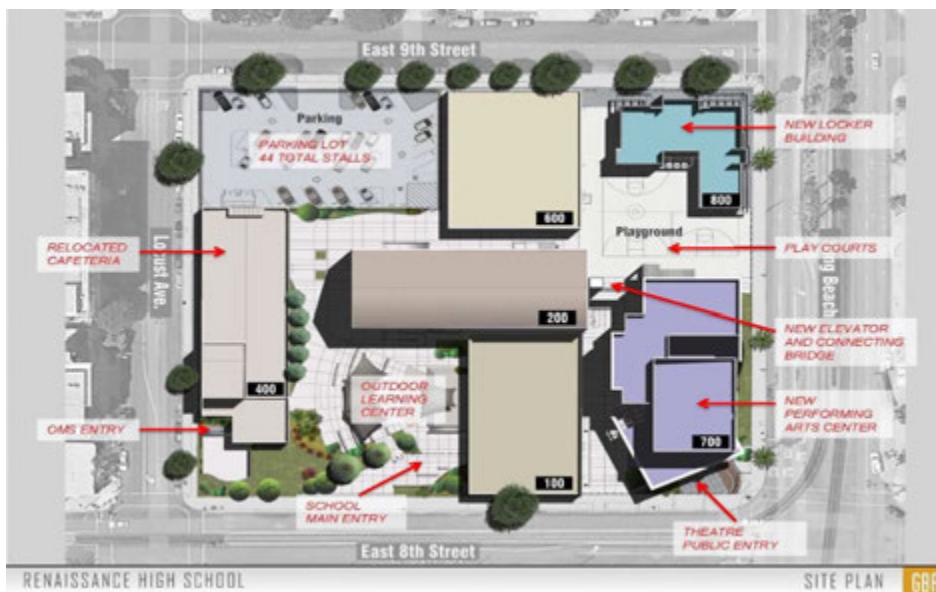 East 9th Street
Parking
PARKING LOT
44 TOTAL STALLS
NEW LOCKER
BUILDING
800
600
RELOCATED
CAFETERIA
Locust Ave.
Playground
PLAY COURTS
ng Beach
200
NEW ELEVATOR
AND CONNECTING
BRIDGE
400
OUTDOOR
LEARNING
CENTER
OMS ENTRY
NEW
PERFORMING
ARTS CENTER
700
100
SCHOOL
MAIN ENTRY
THEATRE
PUBLIC ENTRY
East 8th Street
RENAISSANCE HIGH SCHOOL
SITE PLAN